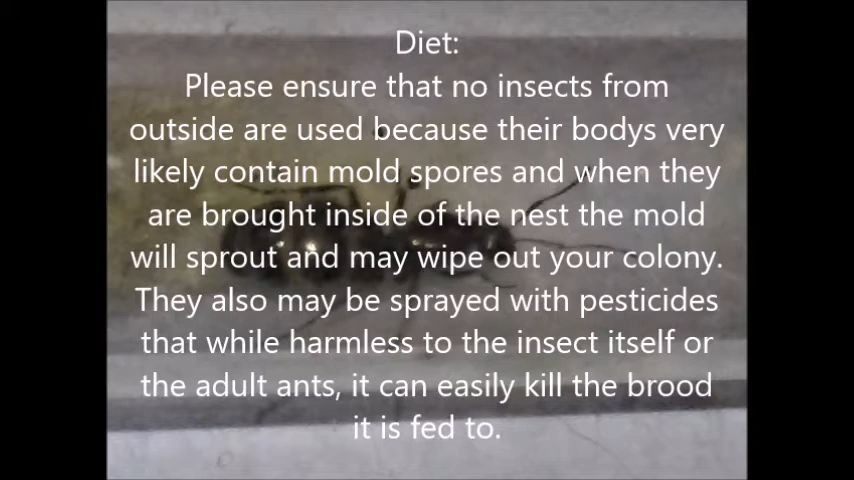 Diet:
Please ensure that no insects from
outside are used because their bodys very
likely contain mold spores and when they
are brought inside of the nest the mold
will sprout and may wipe out your colony.
They also may be sprayed with pesticides
that while harmless to the insect itself or
the adult ants, it can easily kill the brood
it is fed to.